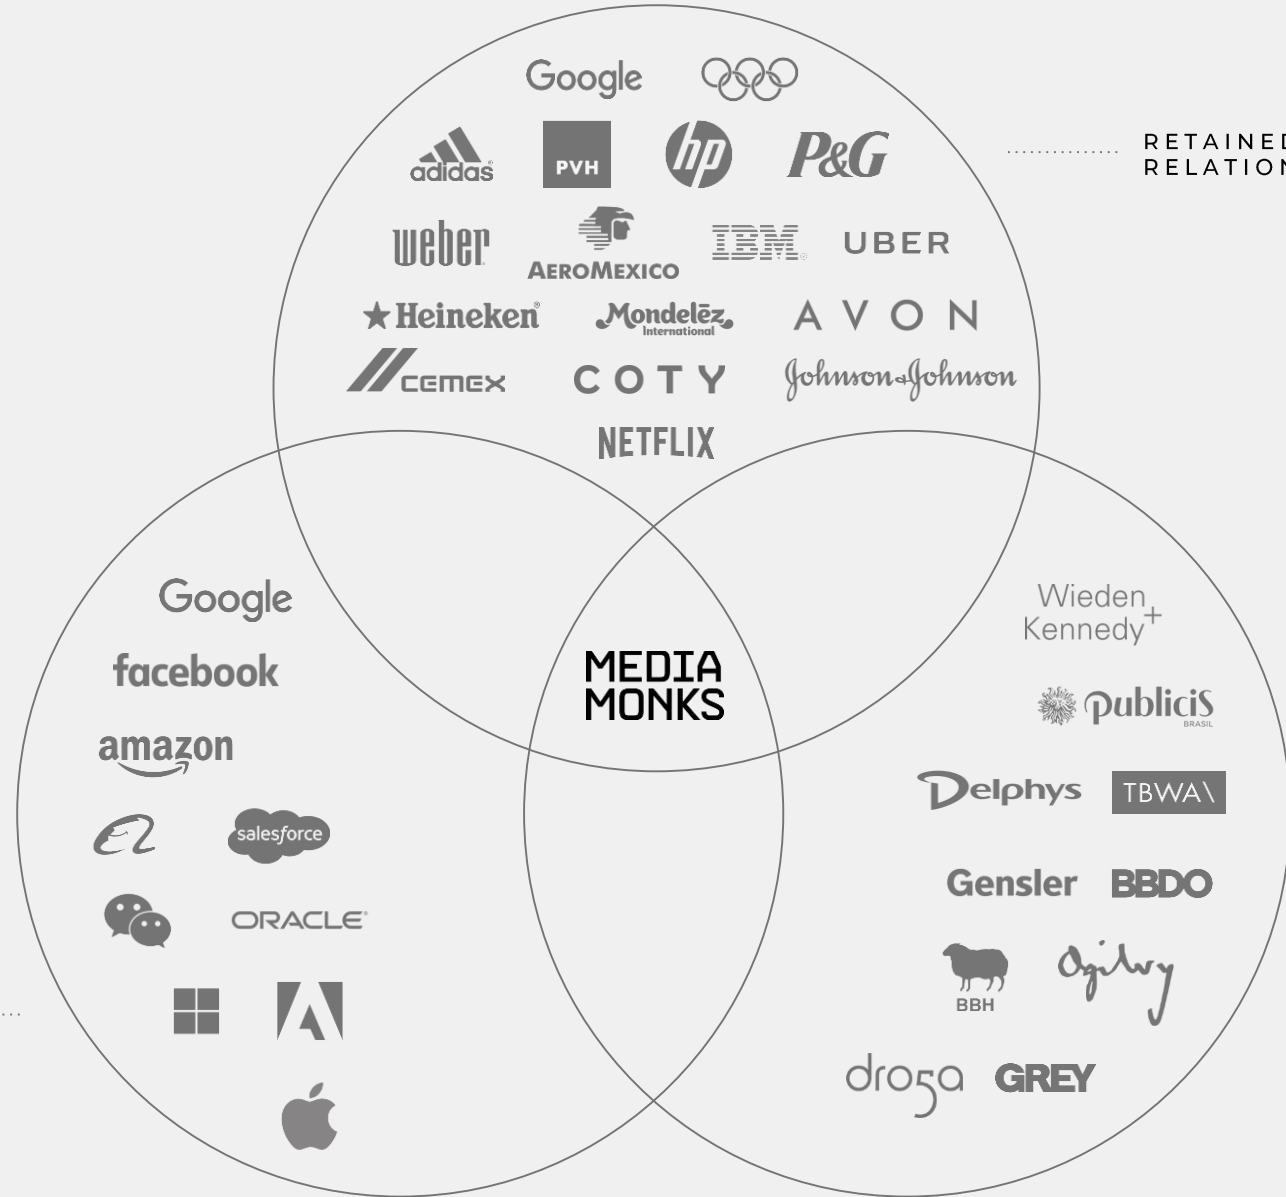 Google
RETAINED
RELATION
adidas PVH hp P&G
weber AEROMEXICO IBM UBER
Heineken Mondelēz International AVON
CEMEX COTY Johnson & Johnson
NETFLIX
Google
facebook
amazon
salesforce
ORACLE
MEDIA
MONKS
Wieden
Kennedy+
publicis
BRASIL
Delphys TBWA\
Gensler BBDO
BBH Ogilvy
droga5a GREY